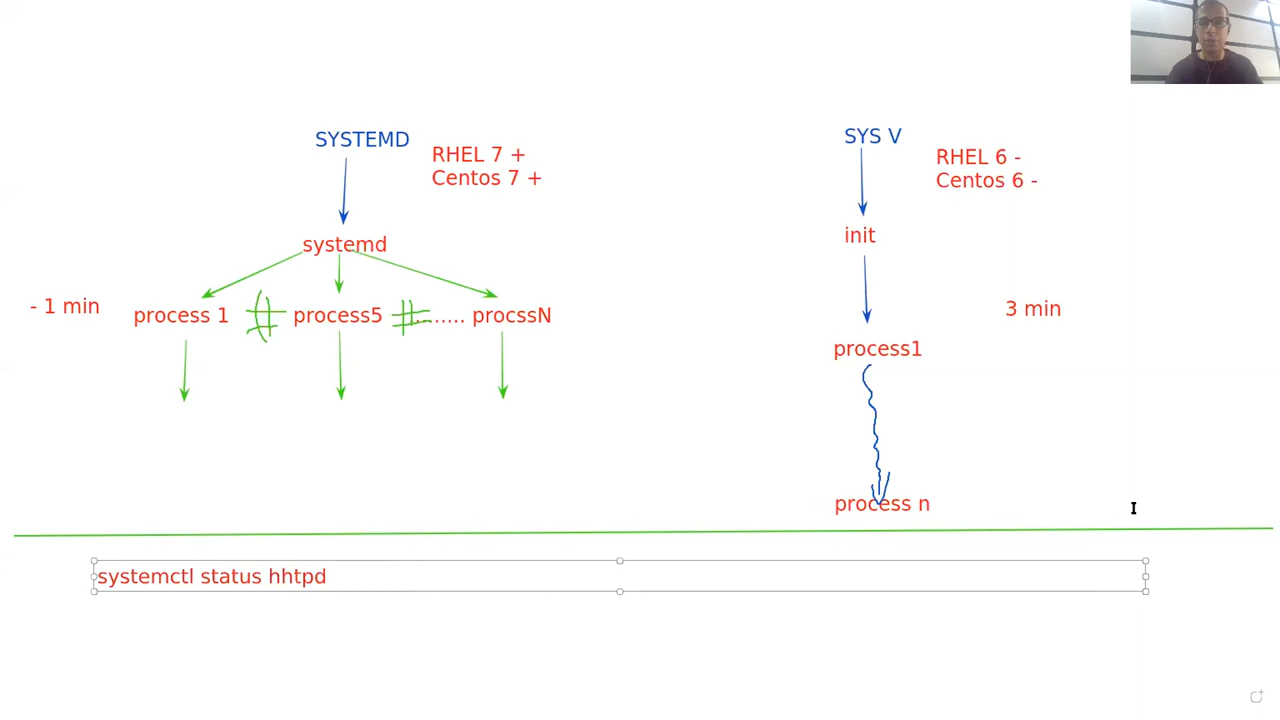 SYSTEMD
RHEL 7 +
Centos 7 +
systemd
- 1 min
process 1
process5
........ procssN
SYS V
RHEL 6 -
Centos 6 -
init
3 min
process1
process n
systemctl status hhtpd